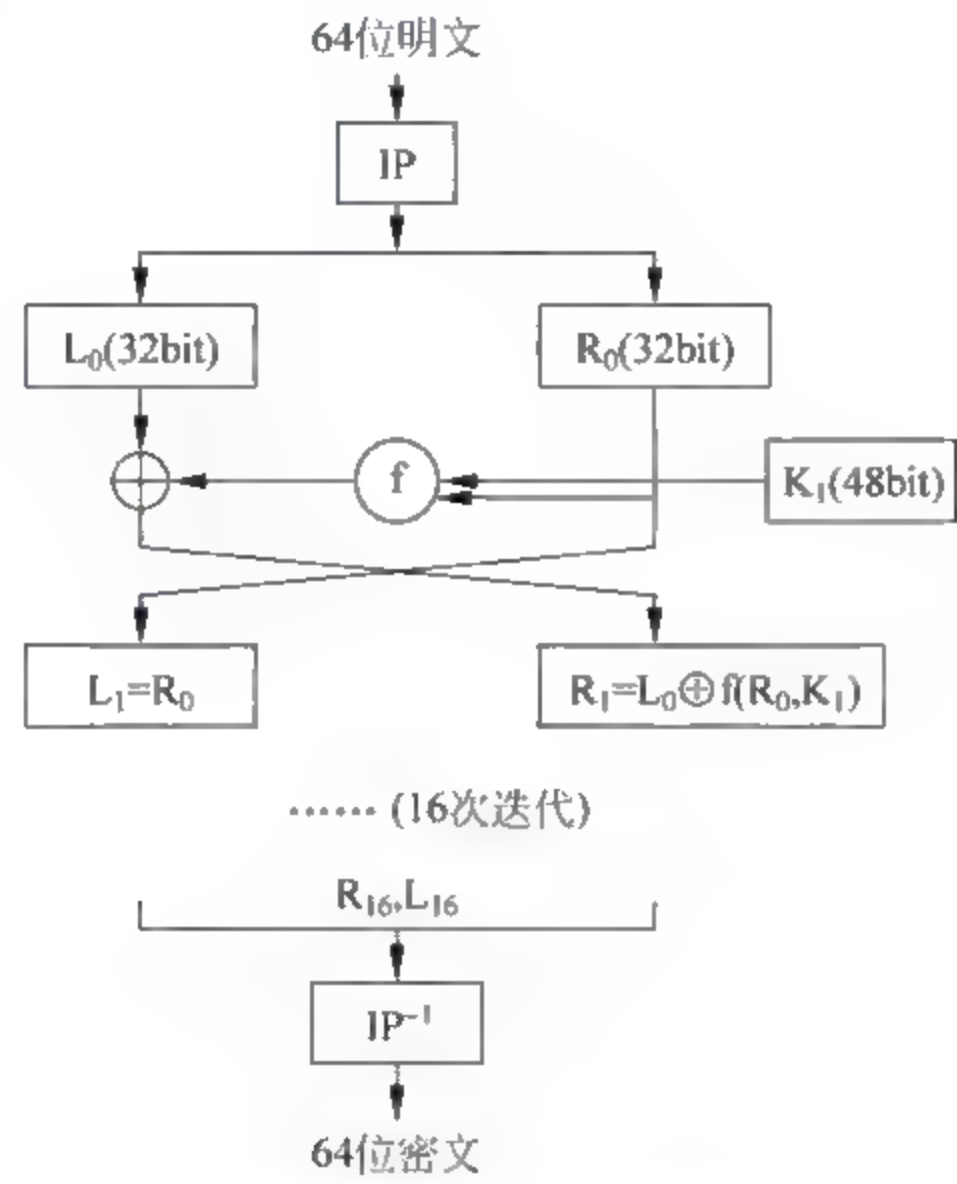 64位明文
IP
L₀(32bit)
R₀(32bit)
f
K₁(48bit)
L₁=R₀
R₁=L₀⊕f(R₀,K₁)
……(16次迭代)
R₁₆,L₁₆
IP⁻¹
64位密文